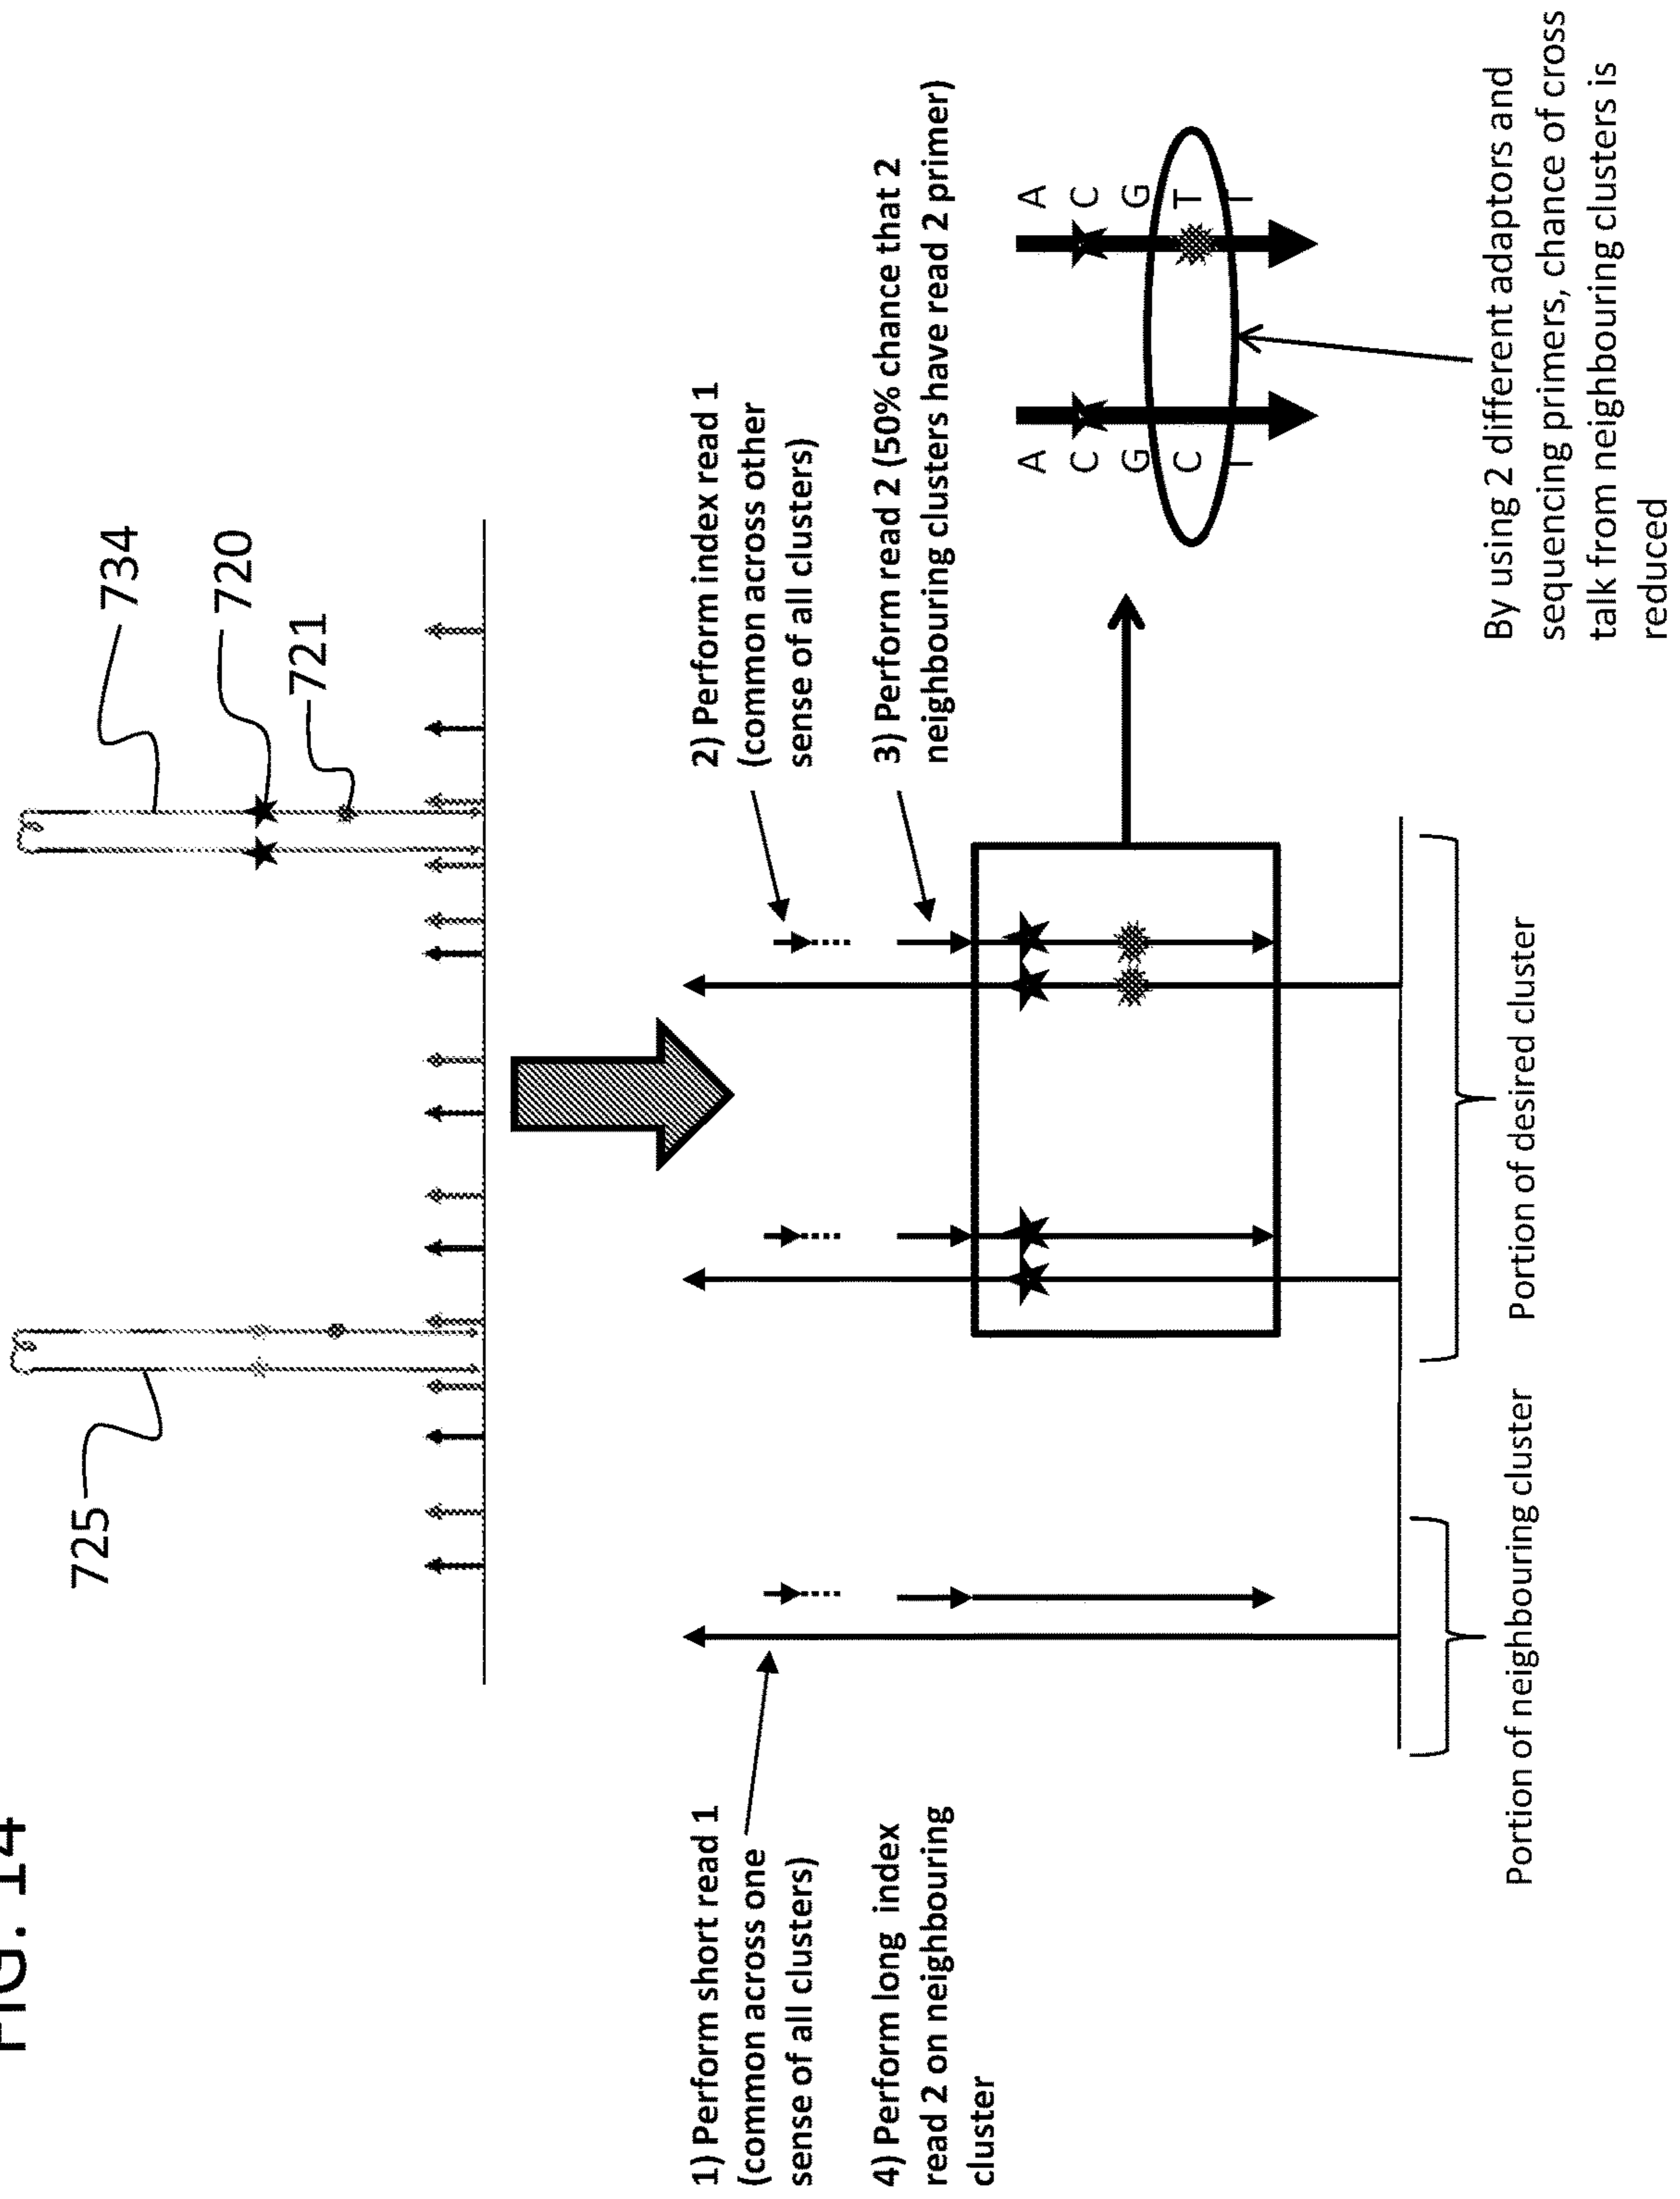 FIG. 14
725
734
720
721
1) Perform short read 1
(common across one
sense of all clusters)
4) Perform long index
read 2 on neighbouring
cluster
2) Perform index read 1
(common across other
sense of all clusters)
3) Perform read 2 (50% chance that 2
neighbouring clusters have read 2 primer)
A A
C C
G G
C T
T T
Portion of neighbouring cluster
Portion of desired cluster
By using 2 different adaptors and
sequencing primers, chance of cross
talk from neighbouring clusters is
reduced